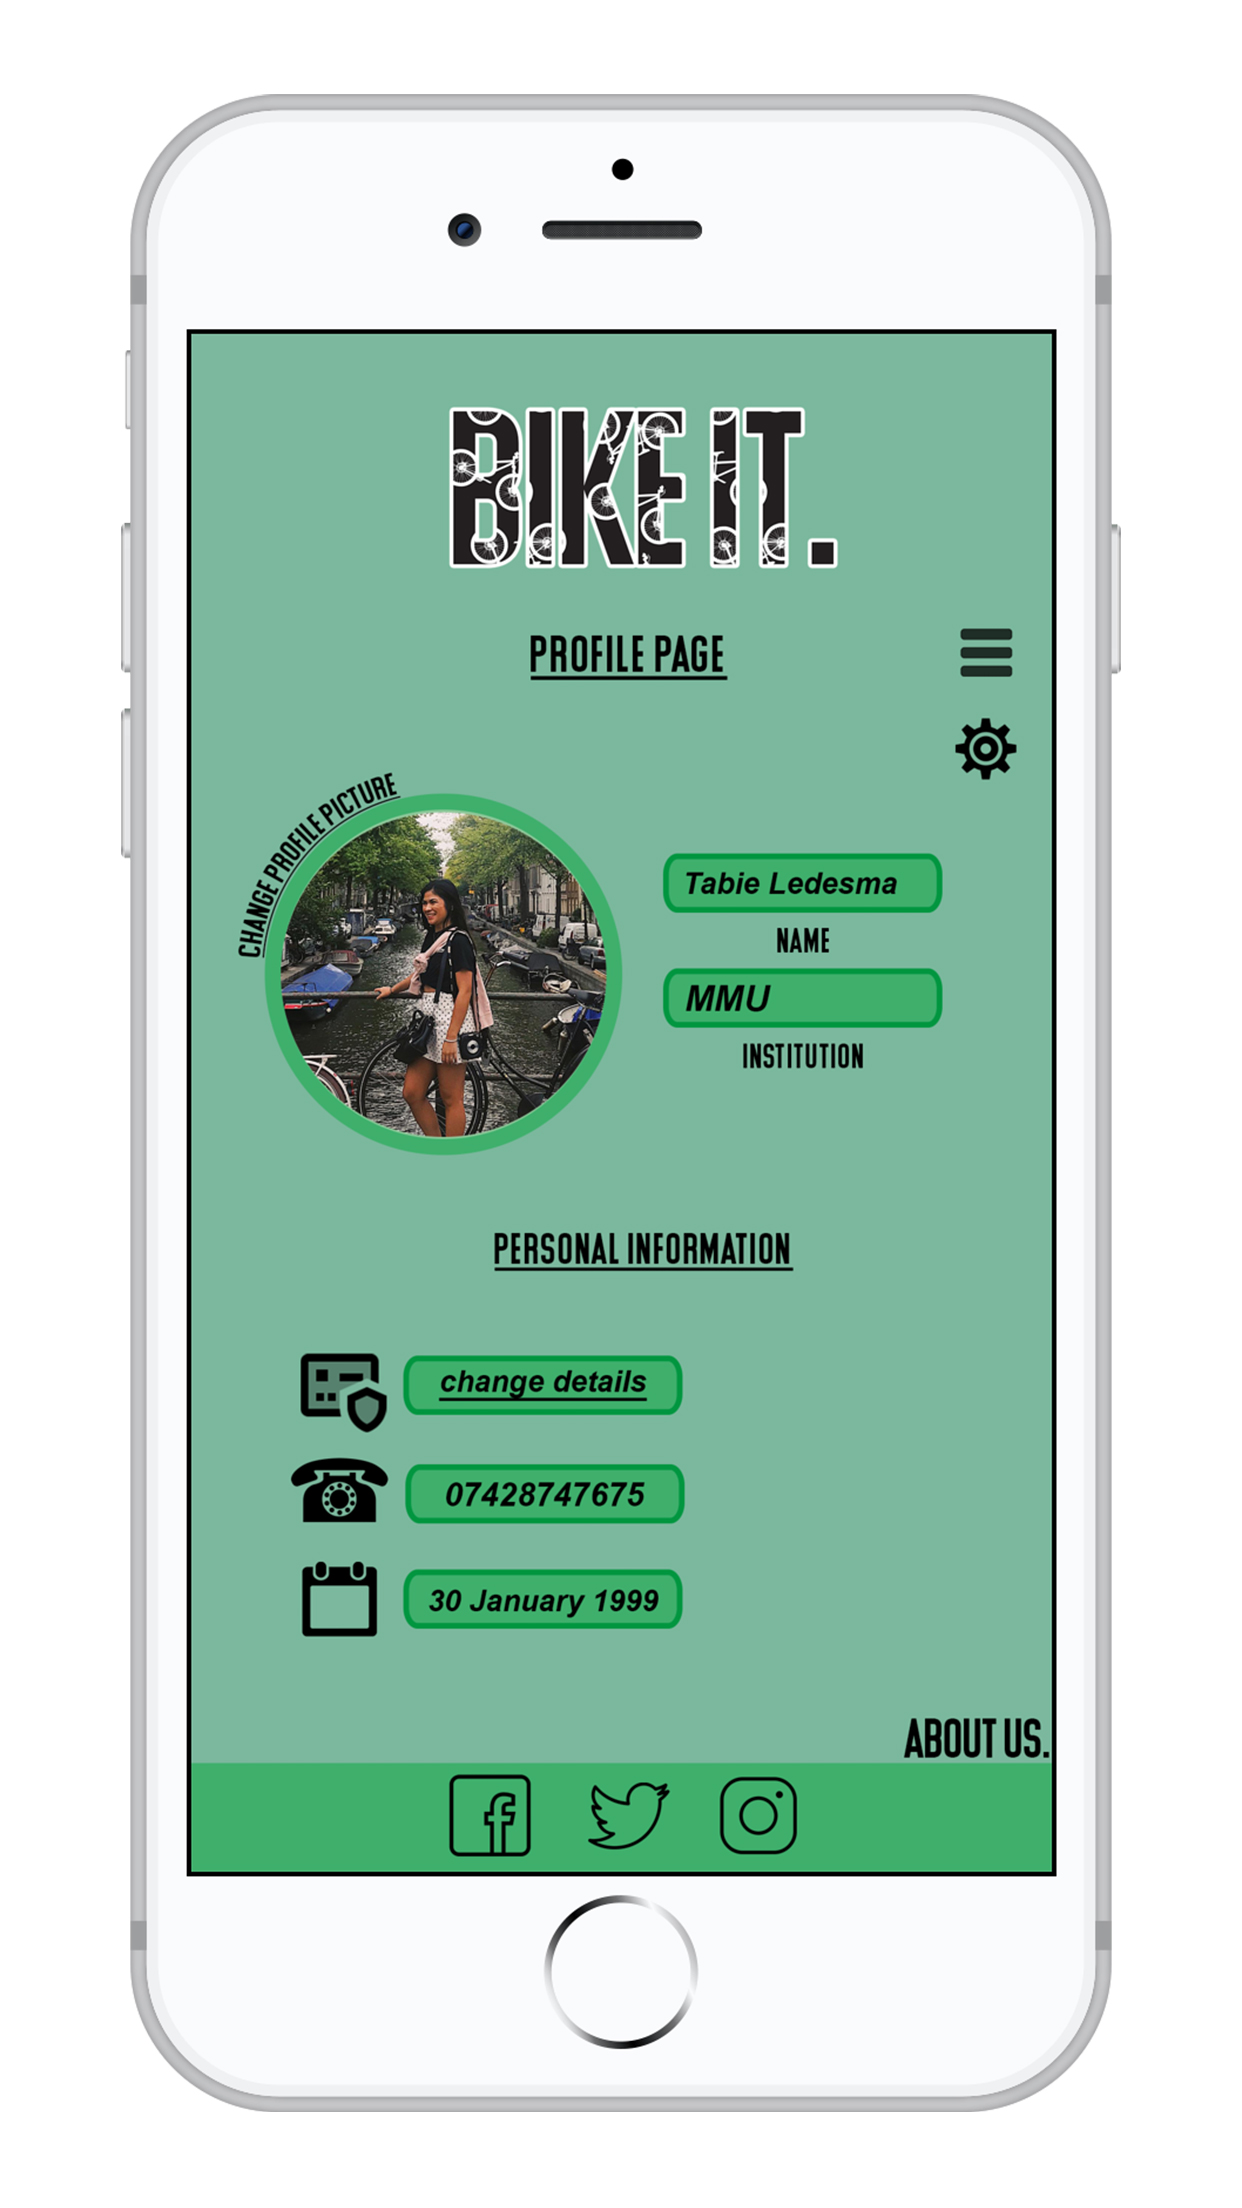 BIKE IT.
PROFILE PAGE
CHANGE PROFILE PICTURE
Tabie Ledesma
NAME
MMU
INSTITUTION
PERSONAL INFORMATION
change details
07428747675
30 January 1999
ABOUT US.